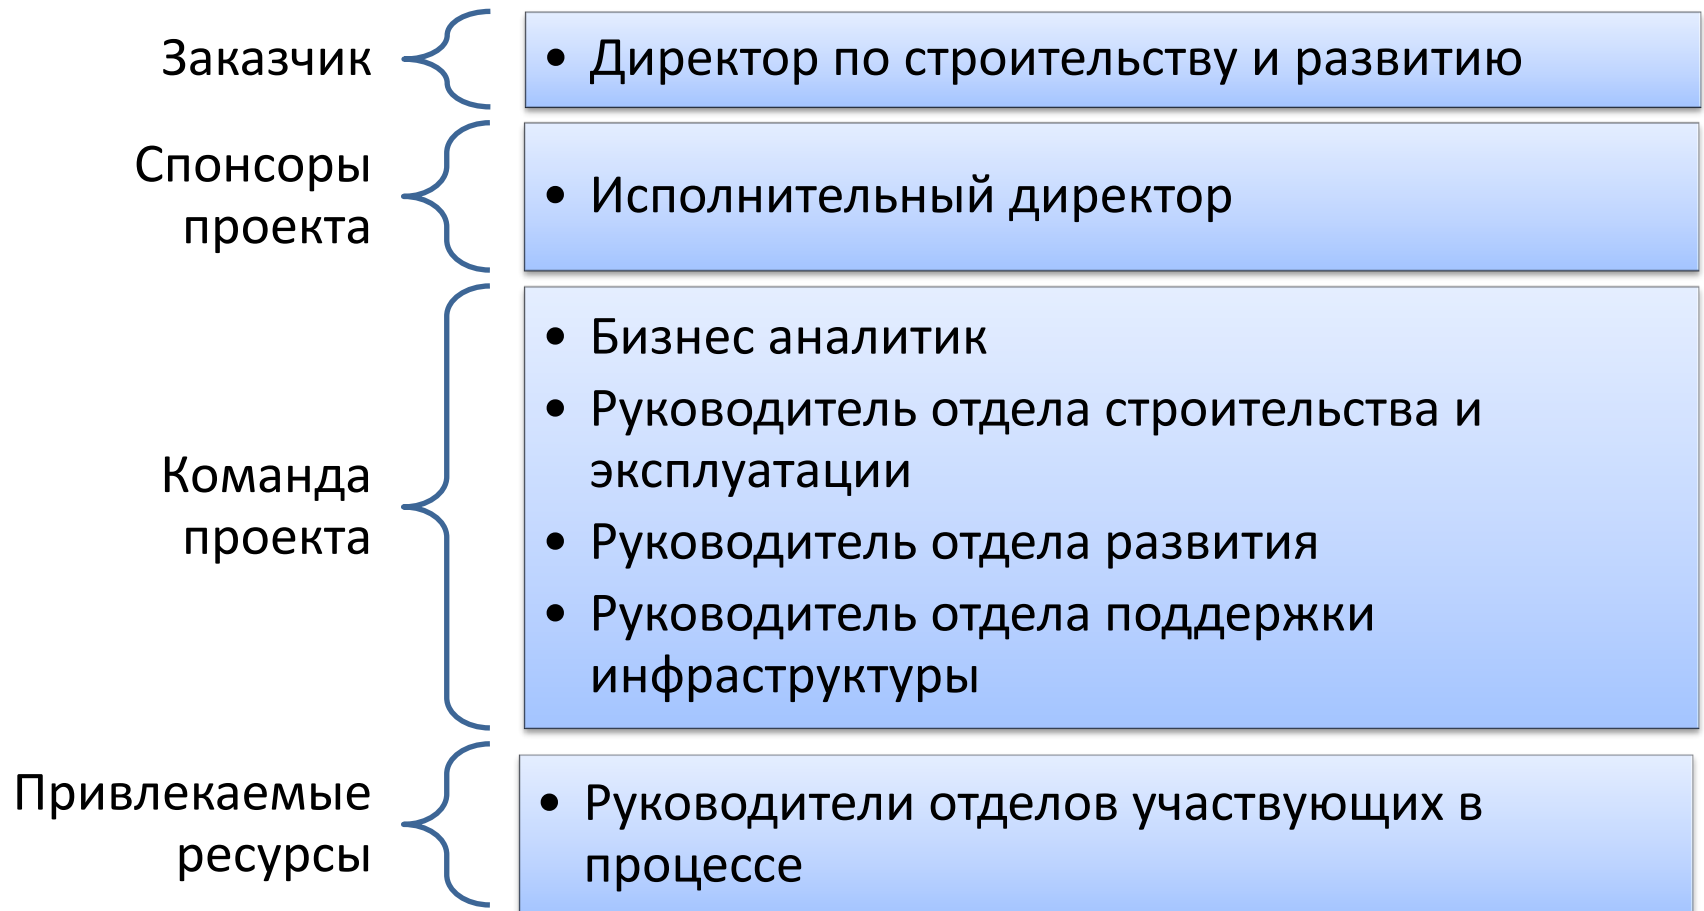 Заказчик
• Директор по строительству и развитию
Спонсоры
проекта
• Исполнительный директор
Команда
проекта
• Бизнес аналитик
• Руководитель отдела строительства и
эксплуатации
• Руководитель отдела развития
• Руководитель отдела поддержки
инфраструктуры
Привлекаемые
ресурсы
• Руководители отделов участвующих в
процессе